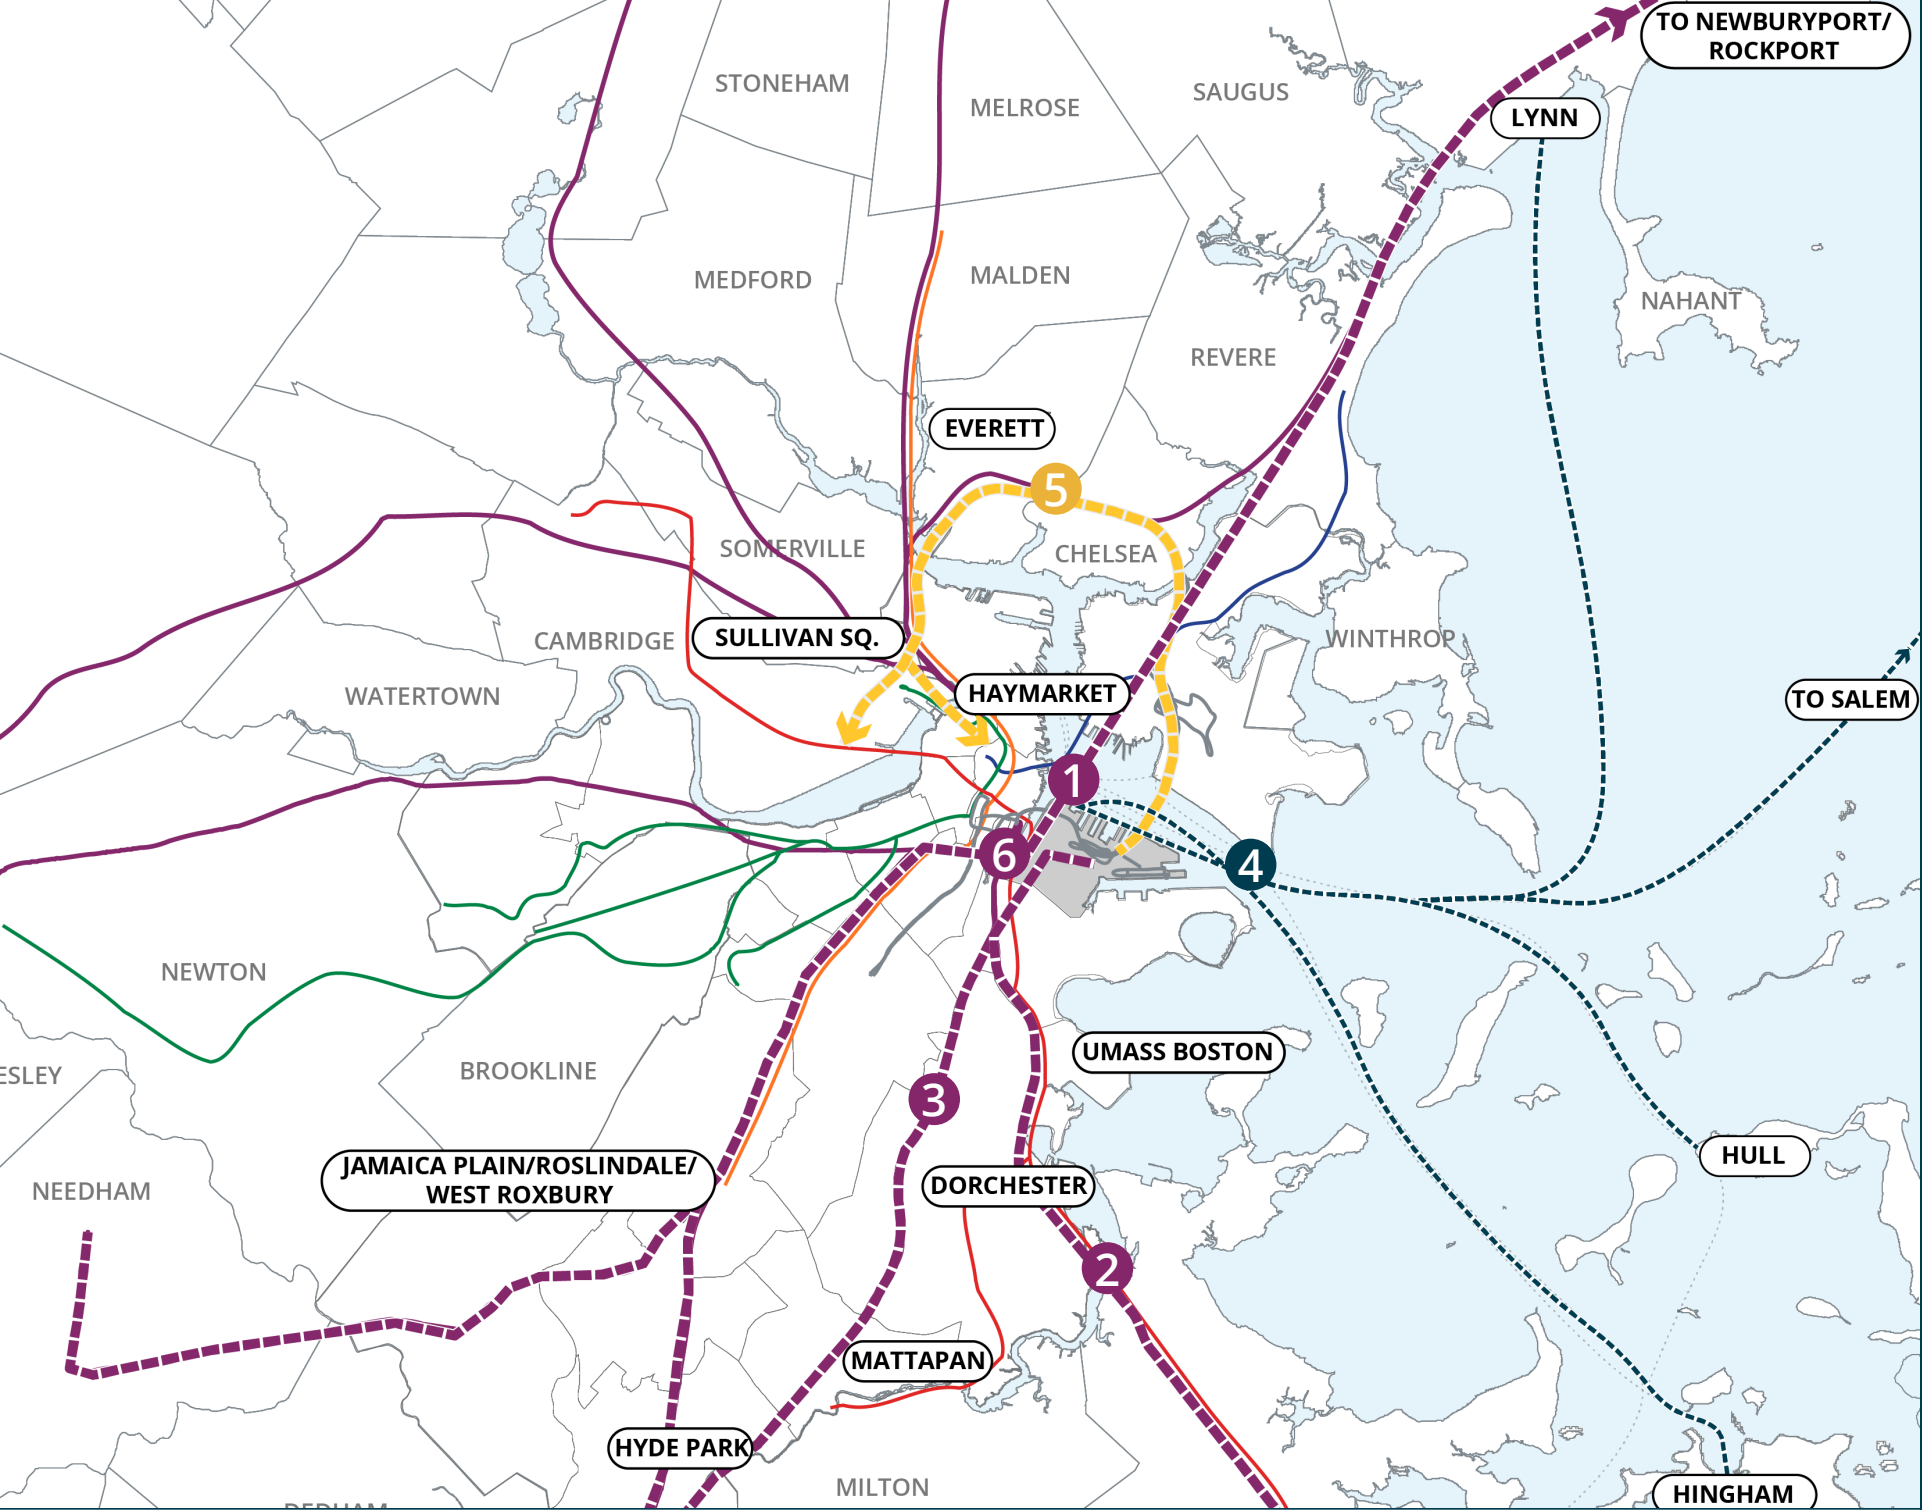 TO NEWBURYPORT/
ROCKPORT
STONEHAM
MELROSE
SAUGUS
LYNN
MEDFORD
MALDEN
NAHANT
REVERE
EVERETT
5
SOMERVILLE
CHELSEA
CAMBRIDGE
SULLIVAN SQ.
WINTHROP
WATERTOWN
HAYMARKET
TO SALEM
1
6
4
NEWTON
UMASS BOSTON
BROOKLINE
ESLEY
3
HULL
JAMAICA PLAIN/ROSLINDALE/
WEST ROXBURY
NEEDHAM
DORCHESTER
2
MATTAPAN
HYDE PARK
MILTON
HINGHAM
DEDHAM